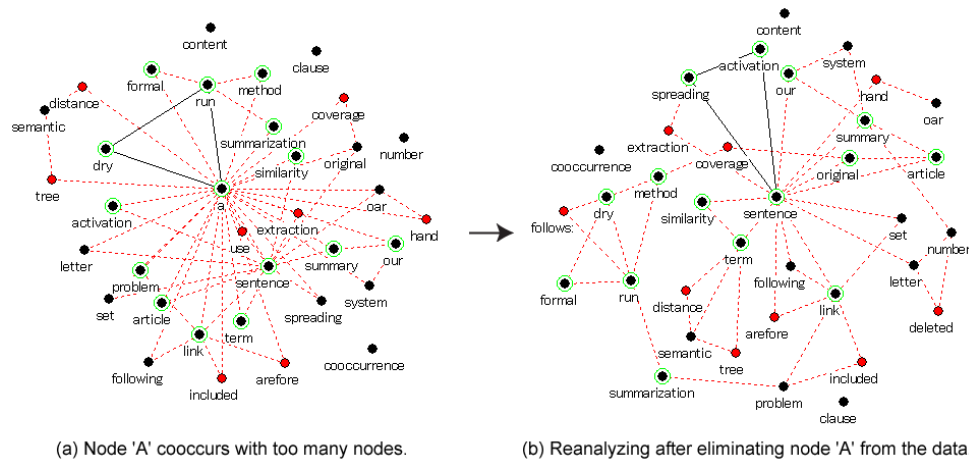 content
clause
formal
run
method
distance
coverage
semantic
summarization
number
dry
similarity
original
tree
a
activation
oar
use
extraction
hand
letter
summary
our
problem
sentence
system
set
article
spreading
term
link
cooccurrence
following
arefore
included
(a) Node 'A' cooccurs with too many nodes.
content
activation
system
spreading
our
hand
oar
extraction
summary
cooccurrence
coverage
original
article
method
dry
similarity
sentence
follows:
set
term
number
formal
run
following
letter
distance
link
arefore
deleted
semantic
tree
included
summarization
problem
clause
(b) Reanalyzing after eliminating node 'A' from the data